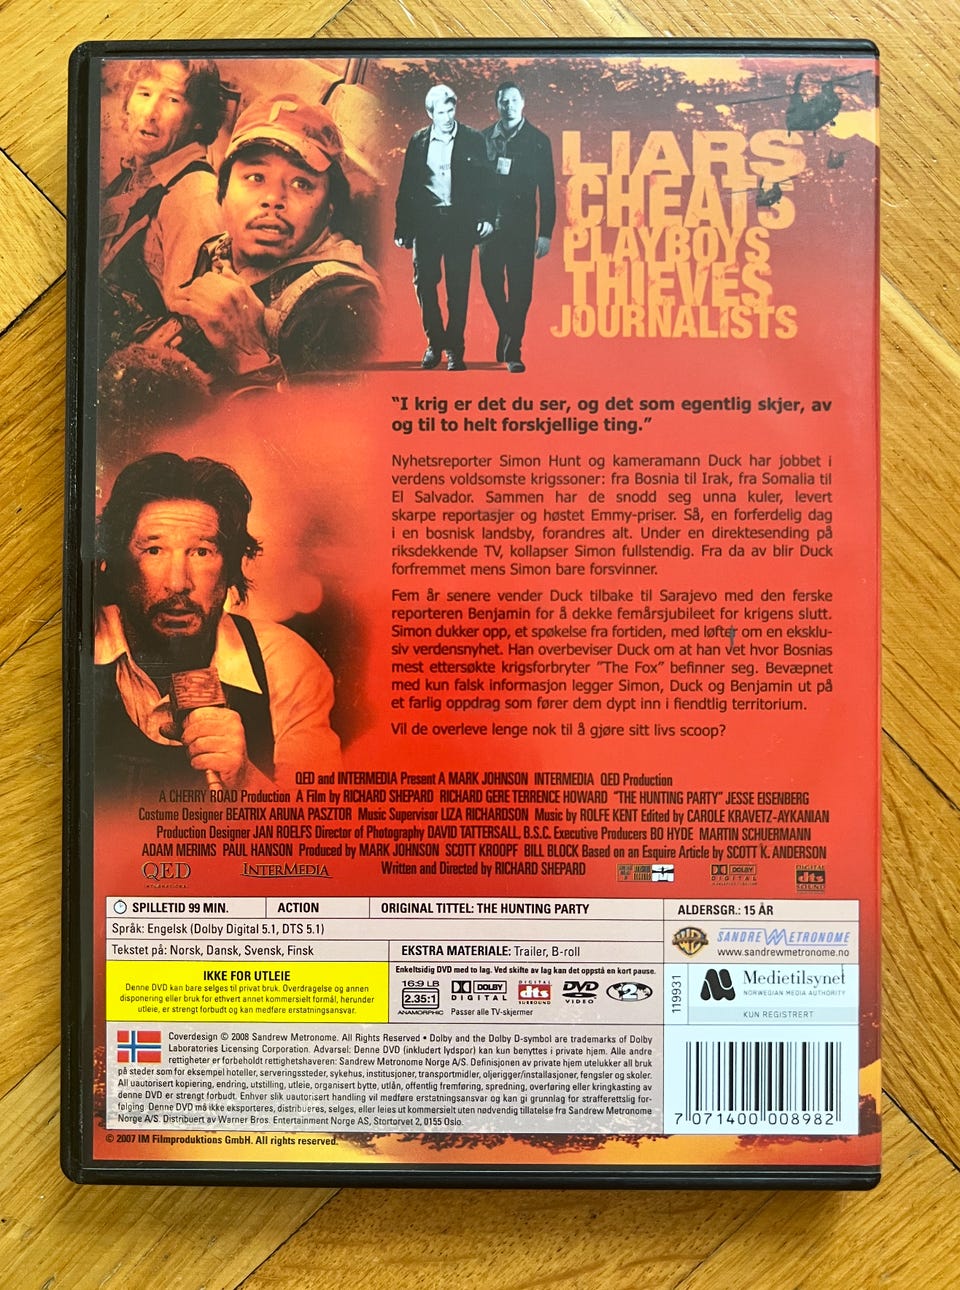 LIARS
CHEATS
PLAYBOYS
THIEVES
JOURNALISTS
"I krig er det du ser, og det som egentlig skjer, av
og til to helt forskjellige ting."
Nyhetsreporter Simon Hunt og kameramann Duck har jobbet i
verdens voldsomste krigssoner: fra Bosnia til Irak, fra Somalia til
El Salvador. Sammen har de snodd seg unna kuler, levert
skarpe reportasjer og høstet Emmy-priser. Så, en forferdelig dag
i en bosnisk landsby, forandres alt. Under en direktesending på
riksdekkende TV, kollapser Simon fullstendig. Fra da av blir Duck
forfremmet mens Simon bare forsvinner.
Fem år senere vender Duck tilbake til Sarajevo med den ferske
reporteren Benjamin for å dekke femårsjubileet for krigens slutt.
Simon dukker opp, et spøkelse fra fortiden, med løfter om en eksklu-
siv verdensnyhet. Han overbeviser Duck om at han vet hvor Bosnias
mest ettersøkte krigsforbryter "The Fox" befinner seg. Bevæpnet
med kun falsk informasjon legger Simon, Duck og Benjamin ut på
et farlig oppdrag som fører dem dypt inn i fiendtlig territorium.
Vil de overleve lenge nok til å gjøre sitt livs scoop?
QED and INTERMEDIA Present A MARK JOHNSON INTERMEDIA QED Production
A CHERRY ROAD Production A Film by RICHARD SHEPARD RICHARD GERE TERRENCE HOWARD "THE HUNTING PARTY" JESSE EISENBERG
Costume Designer BEATRIX ARUNA PASZTOR Music Supervisor LIZA RICHARDSON Music by ROLFE KENT Edited by CAROLE KRAVETZ-AYKANIAN
Production Designer JAN ROELFS Director of Photography DAVID TATTERSALL, B.S.C. Executive Producers BO HYDE MARTIN SCHUERMANN
ADAM MERIMS PAUL HANSON Produced by MARK JOHNSON SCOTT KROOPF BILL BLOCK Based on an Esquire Article by SCOTT K. ANDERSON
QED INTERNATIONAL INTERMEDIA Written and Directed by RICHARD SHEPARD DOLBY DIGITAL dts DIGITAL SOUND
SPILLETID 99 MIN. ACTION ORIGINAL TITTEL: THE HUNTING PARTY
Språk: Engelsk (Dolby Digital 5.1, DTS 5.1)
Tekstet på: Norsk, Dansk, Svensk, Finsk EKSTRA MATERIALE: Trailer, B-roll
ALDERSGR.: 15 ÅR
WB SANDREW METRONOME
www.sandrewmetronome.no
IKKE FOR UTLEIE
Denne DVD kan bare selges til privat bruk. Overdragelse og annen
disponering eller bruk for ethvert annet kommersielt formål, herunder
utleie, er strengt forbudt og kan medføre erstatningsansvar.
Enkeltsidig DVD med to lag. Ved skifte av lag kan det oppstå en kort pause.
16:9 LB
2.35:1
ANAMORPHIC
DOLBY
DIGITAL
DIGITAL
dts
SURROUND
DVD
VIDEO
2
Passer alle TV-skjermer
119931
Medietilsynet
NORWEGIAN MEDIA AUTHORITY
KUN REGISTRERT
Coverdesign © 2008 Sandrew Metronome. All Rights Reserved • Dolby and the Dolby D-symbol are trademarks of Dolby
Laboratories Licensing Corporation. Advarsel: Denne DVD (inkludert lydspor) kan kun benyttes i private hjem. Alle andre
rettigheter er forbeholdt rettighetshaveren: Sandrew Metronome Norge A/S. Definisjonen av private hjem utelukker all bruk
på steder som for eksempel hoteller, serveringssteder, sykehus, institusjoner, transportmidler, oljerigger/installasjoner, fengsler og skoler.
All uautorisert kopiering, endring, utstilling, utleie, organisert bytte, utlån, offentlig fremføring, spredning, overføring eller kringkasting av
denne DVD er strengt forbudt. Enhver slik uautorisert handling vil medføre erstatningsansvar og kan gi grunnlag for strafferettslig for-
følging. Denne DVD må ikke eksporteres, distribueres, selges, eller leies ut kommersielt uten nødvendig tillatelse fra Sandrew Metronome
Norge A/S. Distribuert av Warner Bros. Entertainment Norge AS, Stortorvet 2, 0155 Oslo.
7 071400 008982
© 2007 IM Filmproduktions GmbH. All rights reserved.